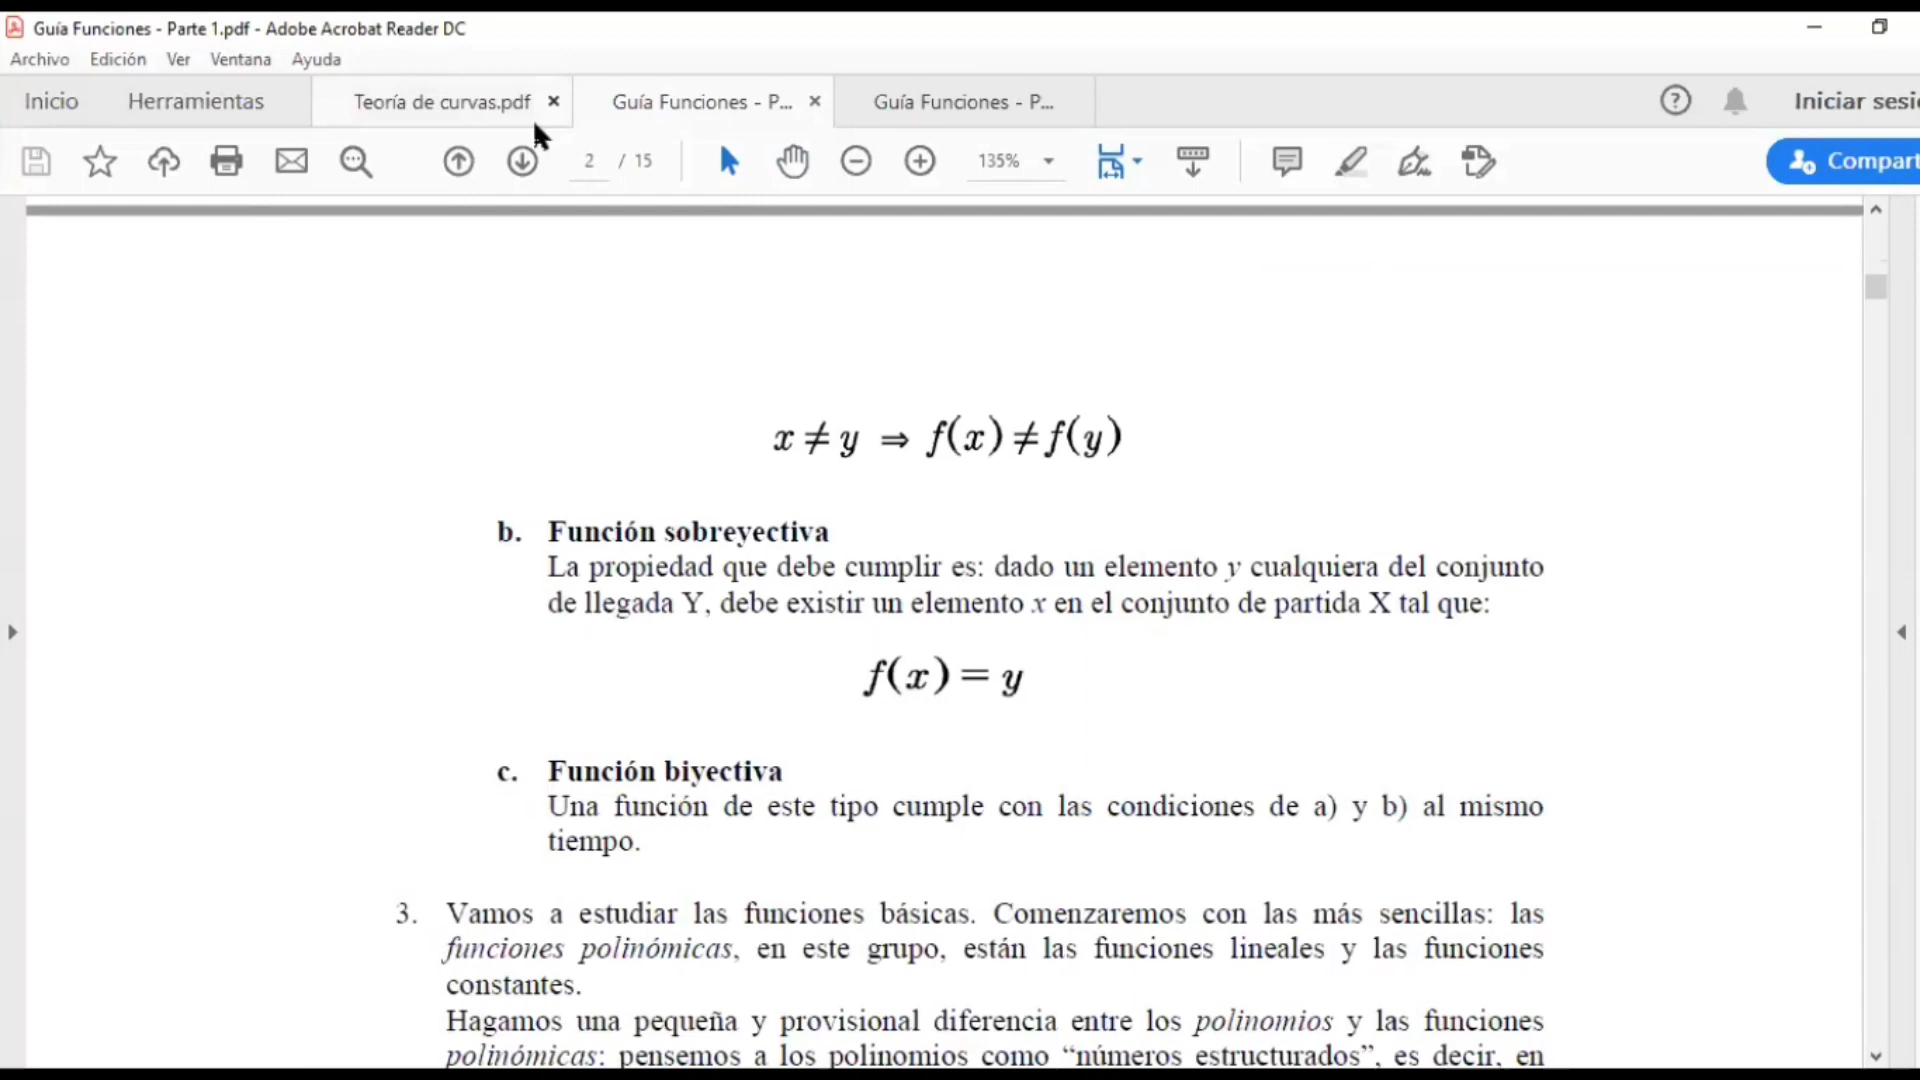 Guía Funciones - Parte 1.pdf - Adobe Acrobat Reader DC
Archivo Edición Ver Ventana Ayuda
Inicio Herramientas Teoría de curvas.pdf × Guía Funciones - P... × Guía Funciones - P... Iniciar sesi
2 / 15 135% Compart
x ≠ y ⇒ f(x) ≠ f(y)
b. Función sobreyectiva
La propiedad que debe cumplir es: dado un elemento y cualquiera del conjunto
de llegada Y, debe existir un elemento x en el conjunto de partida X tal que:
f(x) = y
c. Función biyectiva
Una función de este tipo cumple con las condiciones de a) y b) al mismo
tiempo.
3. Vamos a estudiar las funciones básicas. Comenzaremos con las más sencillas: las
funciones polinómicas, en este grupo, están las funciones lineales y las funciones
constantes.
Hagamos una pequeña y provisional diferencia entre los polinomios y las funciones
polinómicas: pensemos a los polinomios como “números estructurados”, es decir, en